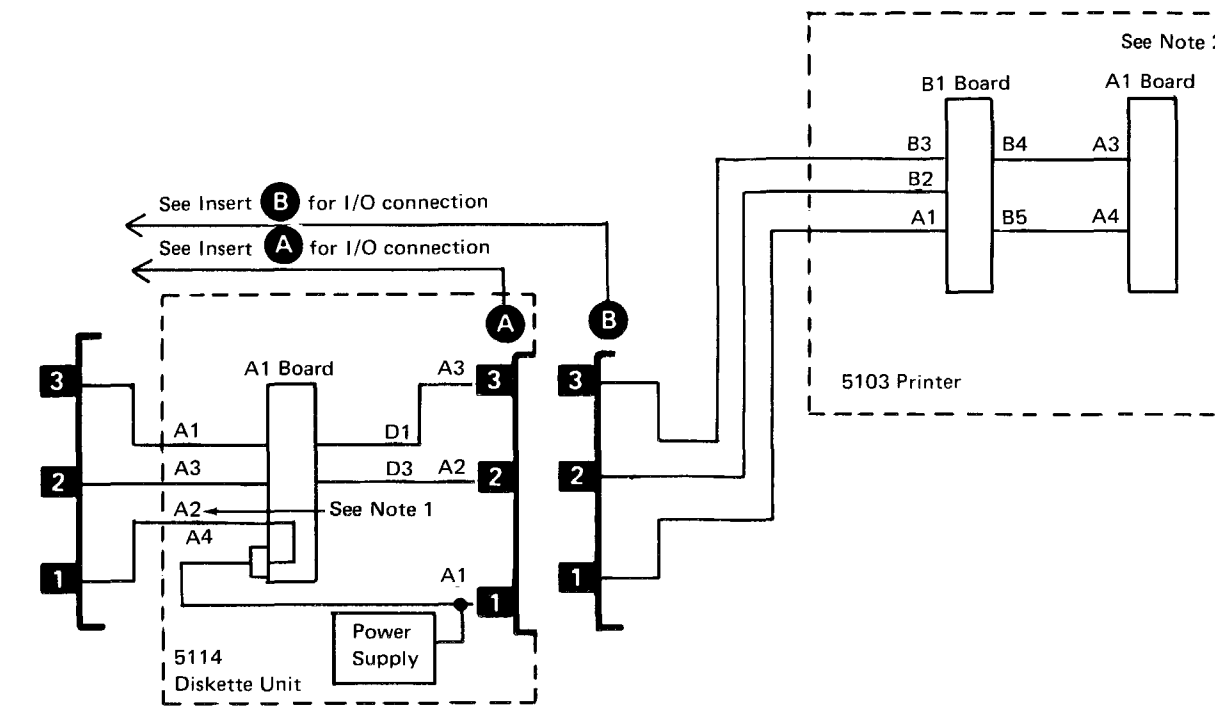 See Note 2
B1 Board
A1 Board
B3
B4
A3
B2
A1
B5
A4
5103 Printer
See Insert B for I/O connection
See Insert A for I/O connection
A
B
3
A1 Board
A3
3
3
A1
D1
2
A3
D3
A2
2
2
A2
See Note 1
A4
1
A1
1
1
Power
Supply
5114
Diskette Unit